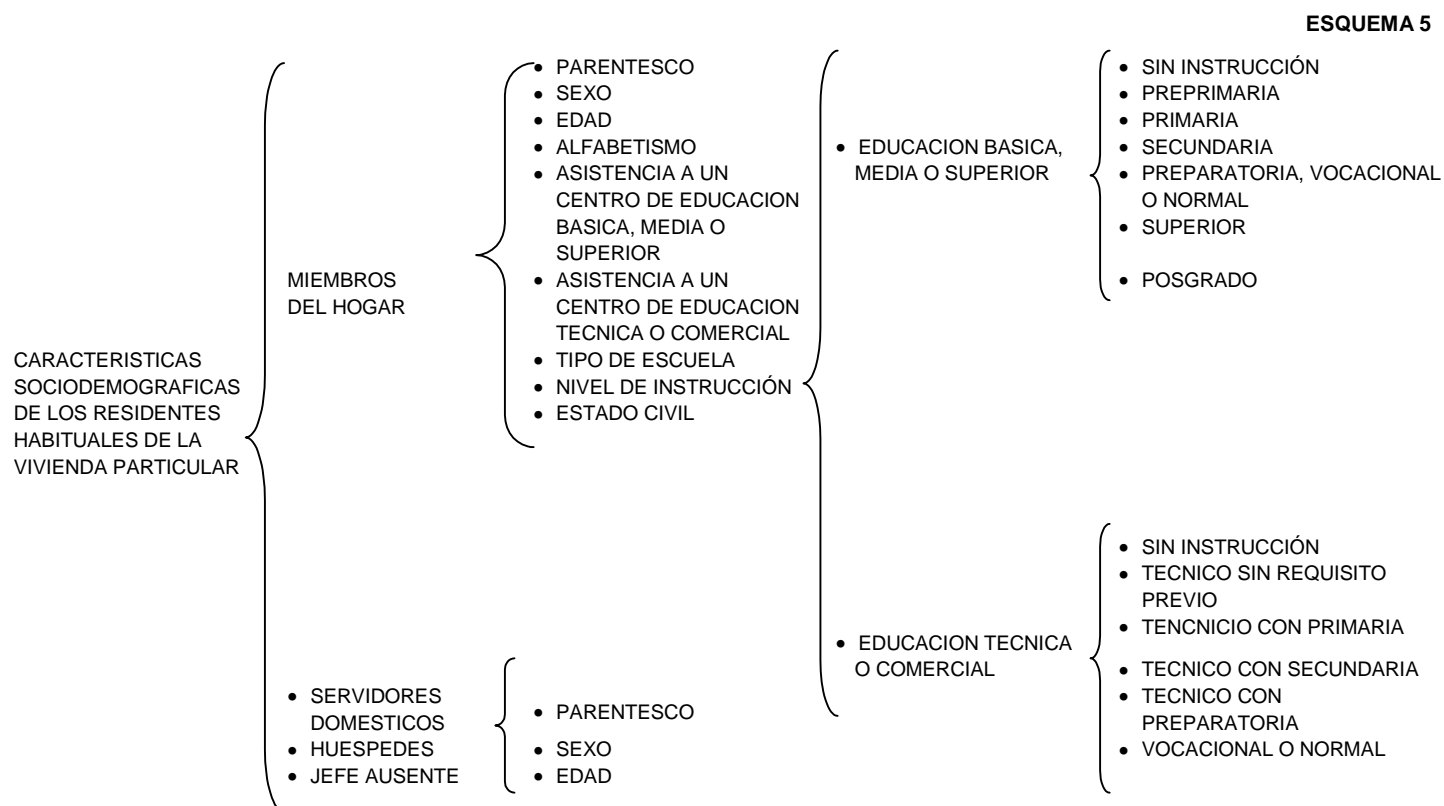 ESQUEMA 5
CARACTERISTICAS
SOCIODEMOGRAFICAS
DE LOS RESIDENTES
HABITUALES DE LA
VIVIENDA PARTICULAR
MIEMBROS
DEL HOGAR
• PARENTESCO
• SEXO
• EDAD
• ALFABETISMO
• ASISTENCIA A UN
CENTRO DE EDUCACION
BASICA, MEDIA O
SUPERIOR
• ASISTENCIA A UN
CENTRO DE EDUCACION
TECNICA O COMERCIAL
• TIPO DE ESCUELA
• NIVEL DE INSTRUCCIÓN
• ESTADO CIVIL
• EDUCACION BASICA,
MEDIA O SUPERIOR
• SIN INSTRUCCIÓN
• PREPRIMARIA
• PRIMARIA
• SECUNDARIA
• PREPARATORIA, VOCACIONAL
O NORMAL
• SUPERIOR
• POSGRADO
• EDUCACION TECNICA
O COMERCIAL
• SIN INSTRUCCIÓN
• TECNICO SIN REQUISITO
PREVIO
• TENCNICIO CON PRIMARIA
• TECNICO CON SECUNDARIA
• TECNICO CON
PREPARATORIA
• VOCACIONAL O NORMAL
• SERVIDORES
DOMESTICOS
• HUESPEDES
• JEFE AUSENTE
• PARENTESCO
• SEXO
• EDAD